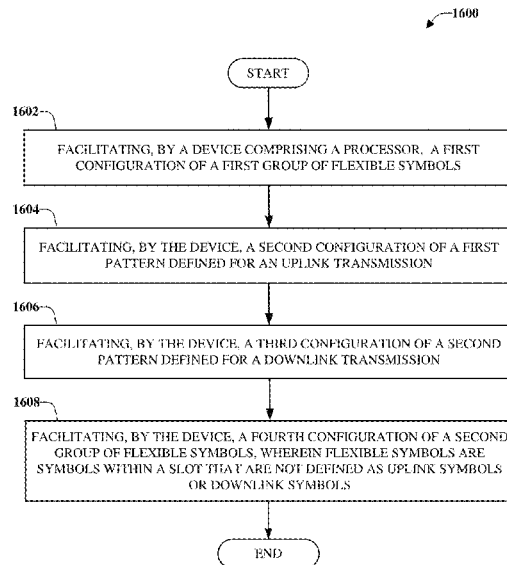 1600
START
1602
FACILITATING, BY A DEVICE COMPRISING A PROCESSOR, A FIRST
CONFIGURATION OF A FIRST GROUP OF FLEXIBLE SYMBOLS
1604
FACILITATING, BY THE DEVICE, A SECOND CONFIGURATION OF A FIRST
PATTERN DEFINED FOR AN UPLINK TRANSMISSION
1606
FACILITATING, BY THE DEVICE, A THIRD CONFIGURATION OF A SECOND
PATTERN DEFINED FOR A DOWNLINK TRANSMISSION
1608
FACILITATING, BY THE DEVICE, A FOURTH CONFIGURATION OF A SECOND
GROUP OF FLEXIBLE SYMBOLS, WHEREIN FLEXIBLE SYMBOLS ARE
SYMBOLS WITHIN A SLOT THAT ARE NOT DEFINED AS UPLINK SYMBOLS
OR DOWNLINK SYMBOLS
END